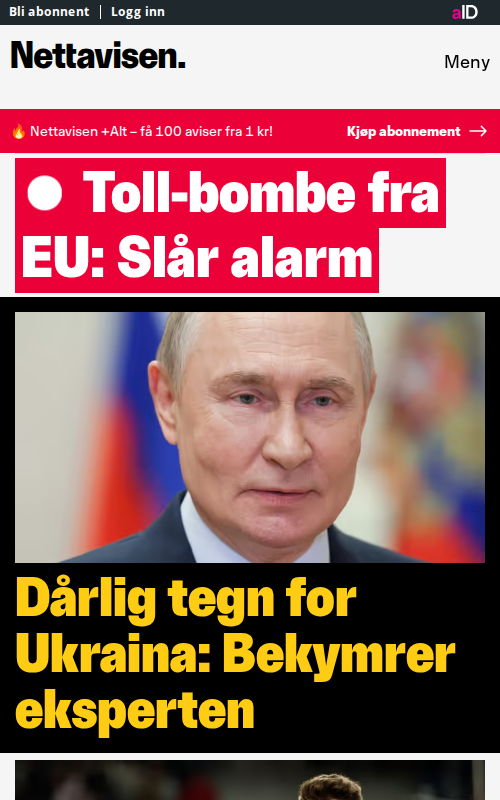 Bli abonnent | Logg inn
aID
Nettavisen.
Meny
🔥 Nettavisen +Alt – få 100 aviser fra 1 kr!
Kjøp abonnement →
Toll-bombe fra
EU: Slår alarm
Dårlig tegn for
Ukraina: Bekymrer
eksperten